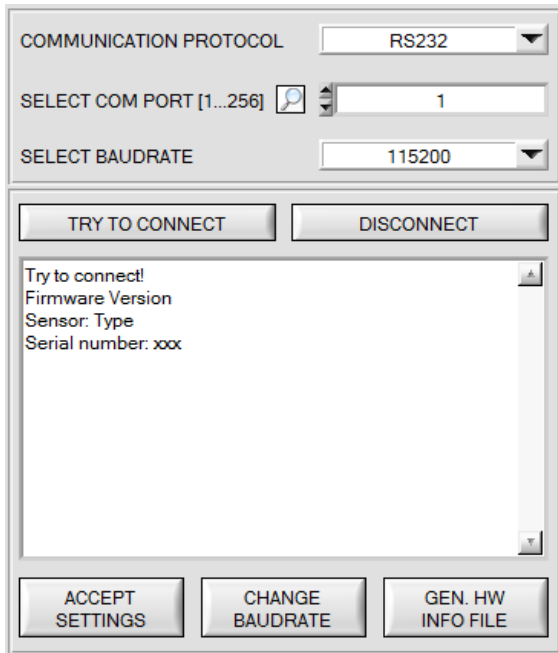 COMMUNICATION PROTOCOL RS232
SELECT COM PORT [1...256] 1
SELECT BAUDRATE 115200
TRY TO CONNECT DISCONNECT
Try to connect!
Firmware Version
Sensor: Type
Serial number: xxx
ACCEPT SETTINGS
CHANGE BAUDRATE
GEN. HW INFO FILE